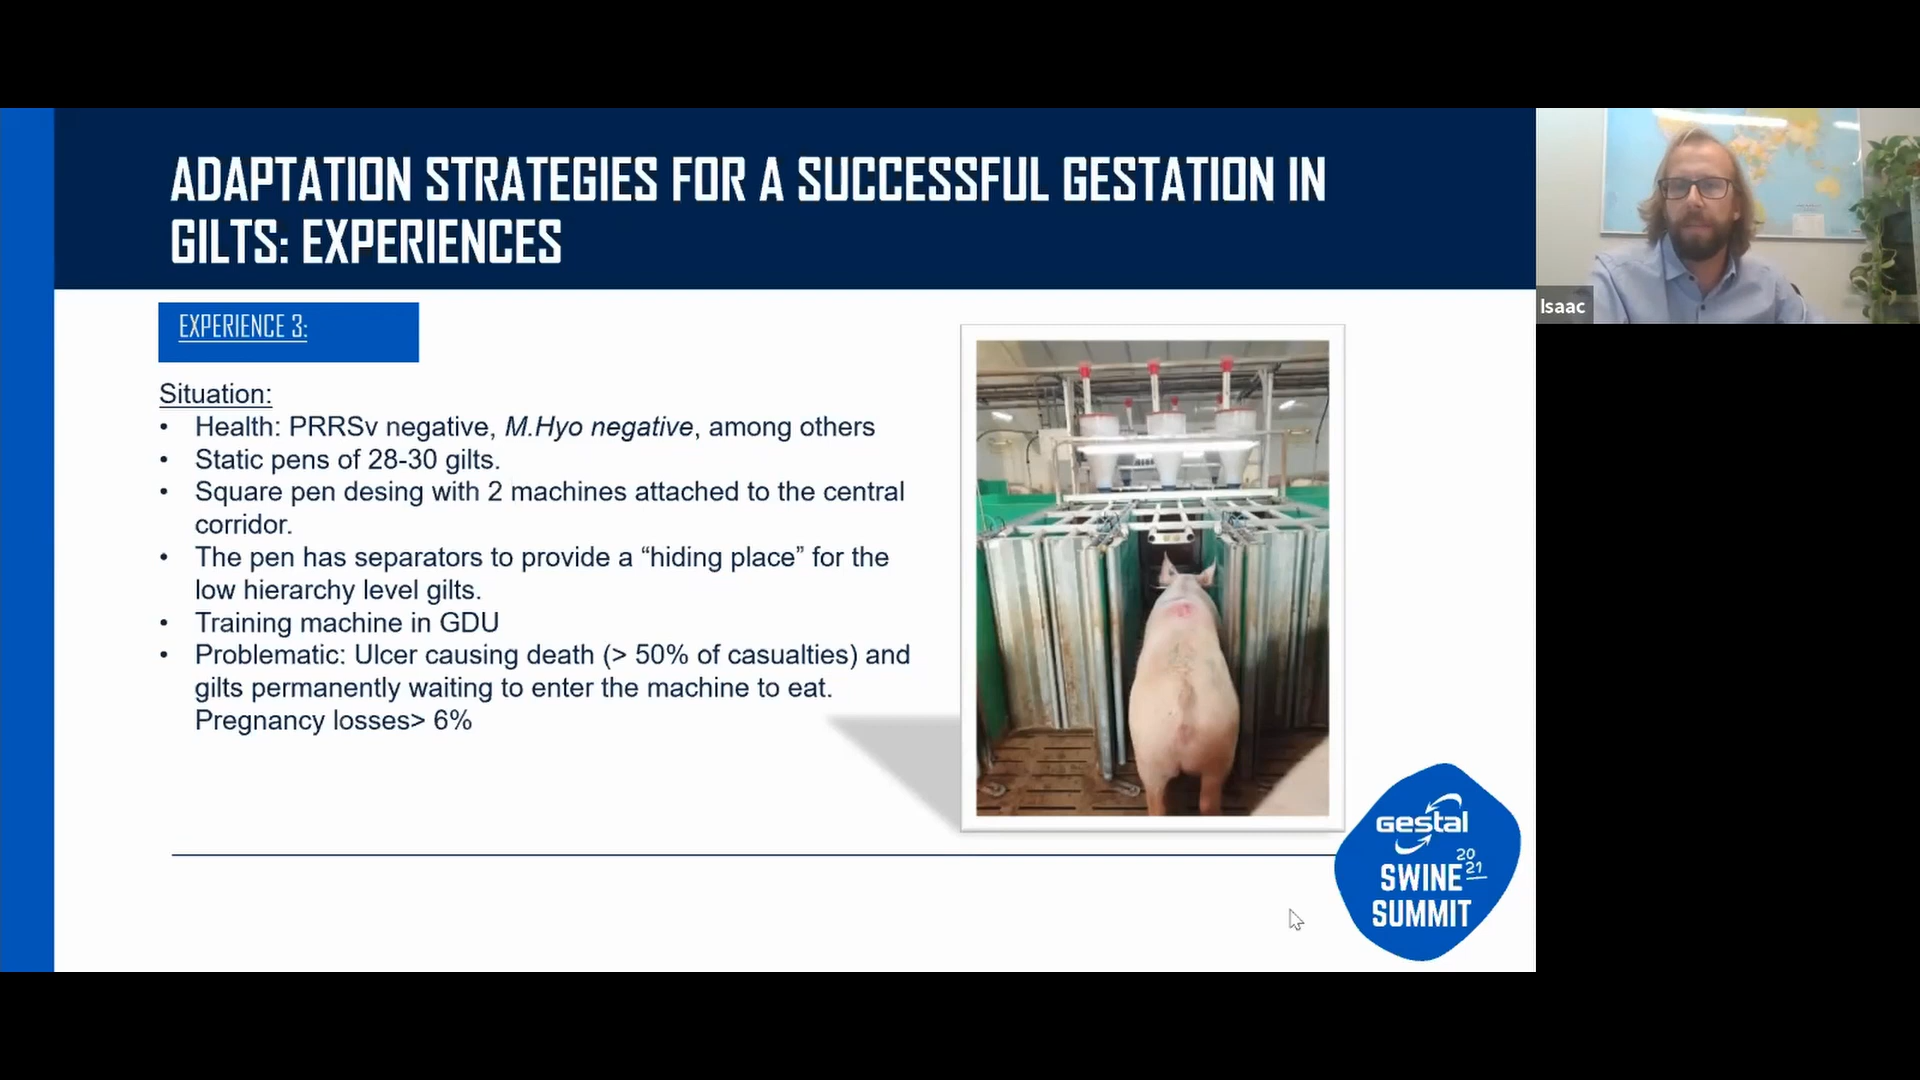 ADAPTATION STRATEGIES FOR A SUCCESSFUL GESTATION IN
GILTS: EXPERIENCES
EXPERIENCE 3:
Situation:
• Health: PRRSv negative, M.Hyo negative, among others
• Static pens of 28-30 gilts.
• Square pen desing with 2 machines attached to the central
corridor.
• The pen has separators to provide a “hiding place” for the
low hierarchy level gilts.
• Training machine in GDU
• Problematic: Ulcer causing death (> 50% of casualties) and
gilts permanently waiting to enter the machine to eat.
Pregnancy losses> 6%
Isaac
Gestal
20
21
SWINE
SUMMIT